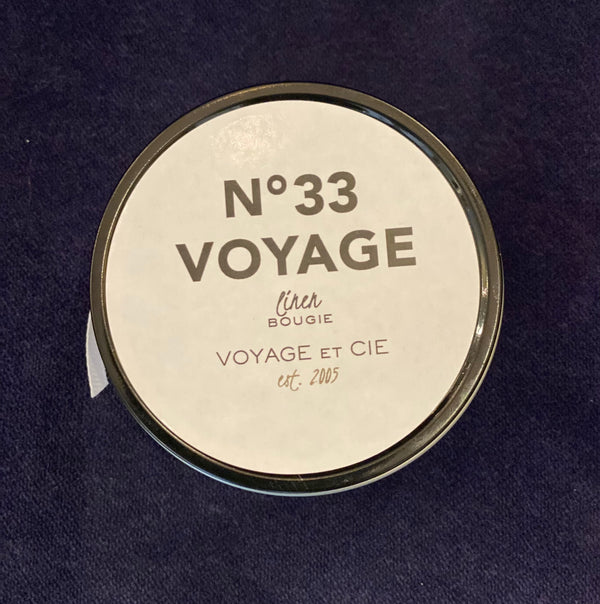 N°33
VOYAGE
linen
BOUGIE
VOYAGE ET CIE
est. 2005